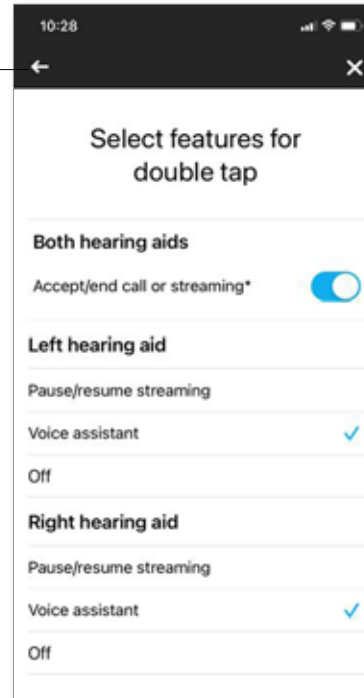 10:28
Select features for
double tap
Both hearing aids
Accept/end call or streaming*
Left hearing aid
Pause/resume streaming
Voice assistant
Off
Right hearing aid
Pause/resume streaming
Voice assistant
Off